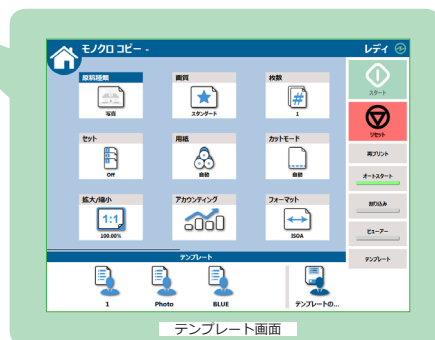 モノクロ コピー -
レディ
原稿種類
写真
画質
スタンダード
枚数
#
1
セット
Off
用紙
自動
カットモード
自動
拡大/縮小
1:1
100.00%
アカウンティング
フォーマット
ISOA
スタート
リセット
再プリント
オートスタート
割り込み
ビューアー
テンプレート
テンプレート
1
Photo
BLUE
テンプレートの...
テンプレート画面